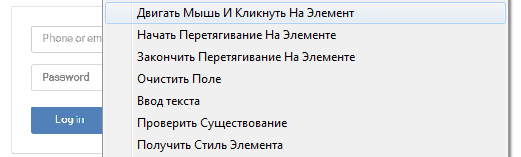 Двигать Мышь И Кликнуть На Элемент
Phone or em
Начать Перетягивание На Элементе
Закончить Перетягивание На Элементе
Password
Очистить Поле
Ввод текста
Log in
Проверить Существование
Получить Стиль Элемента